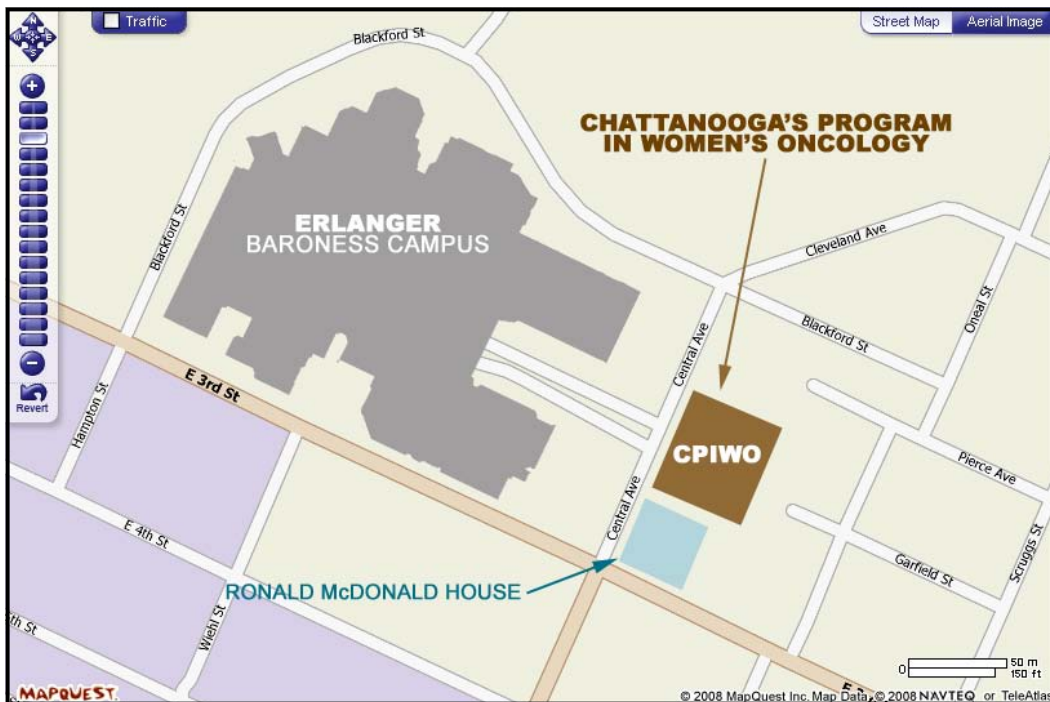 N
W
E
S
Traffic
Street Map
Aerial Image
Blackford St
CHATTANOOGA'S PROGRAM
IN WOMEN'S ONCOLOGY
ERLANGER
BARONESS CAMPUS
Blackford St
Cleveland Ave
Oneal St
Blackford St
Central Ave
E 3rd St
Revert
Hampton St
CPIWO
Pierce Ave
Central Ave
E 4th St
Garfield St
Scruggs St
RONALD McDONALD HOUSE
Wiehl St
th St
0
50 m
150 ft
MAPQUEST.
© 2008 MapQuest Inc. Map Data © 2008 NAVTEQ or TeleAtlas